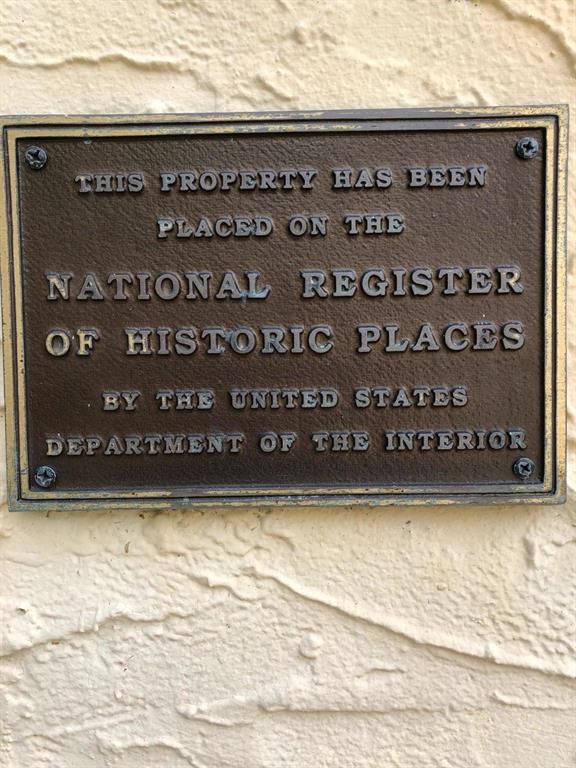 THIS PROPERTY HAS BEEN
PLACED ON THE
NATIONAL REGISTER
OF HISTORIC PLACES
BY THE UNITED STATES
DEPARTMENT OF THE INTERIOR